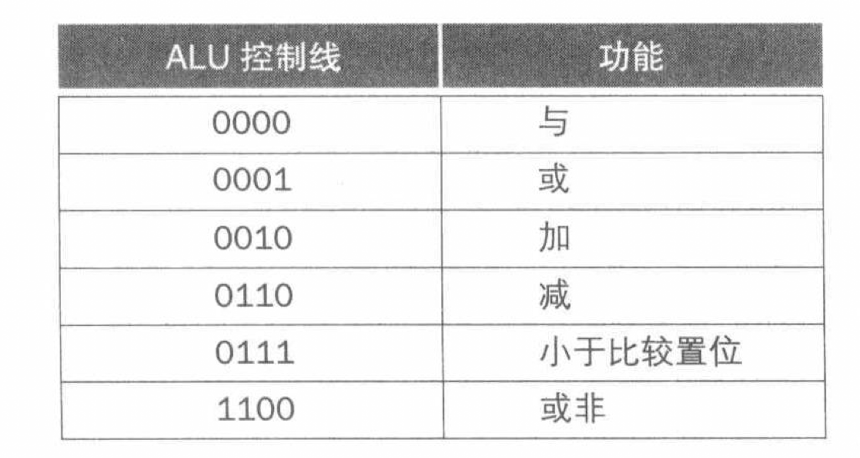 ALU 控制线 功能
0000 与
0001 或
0010 加
0110 减
0111 小于比较置位
1100 或非